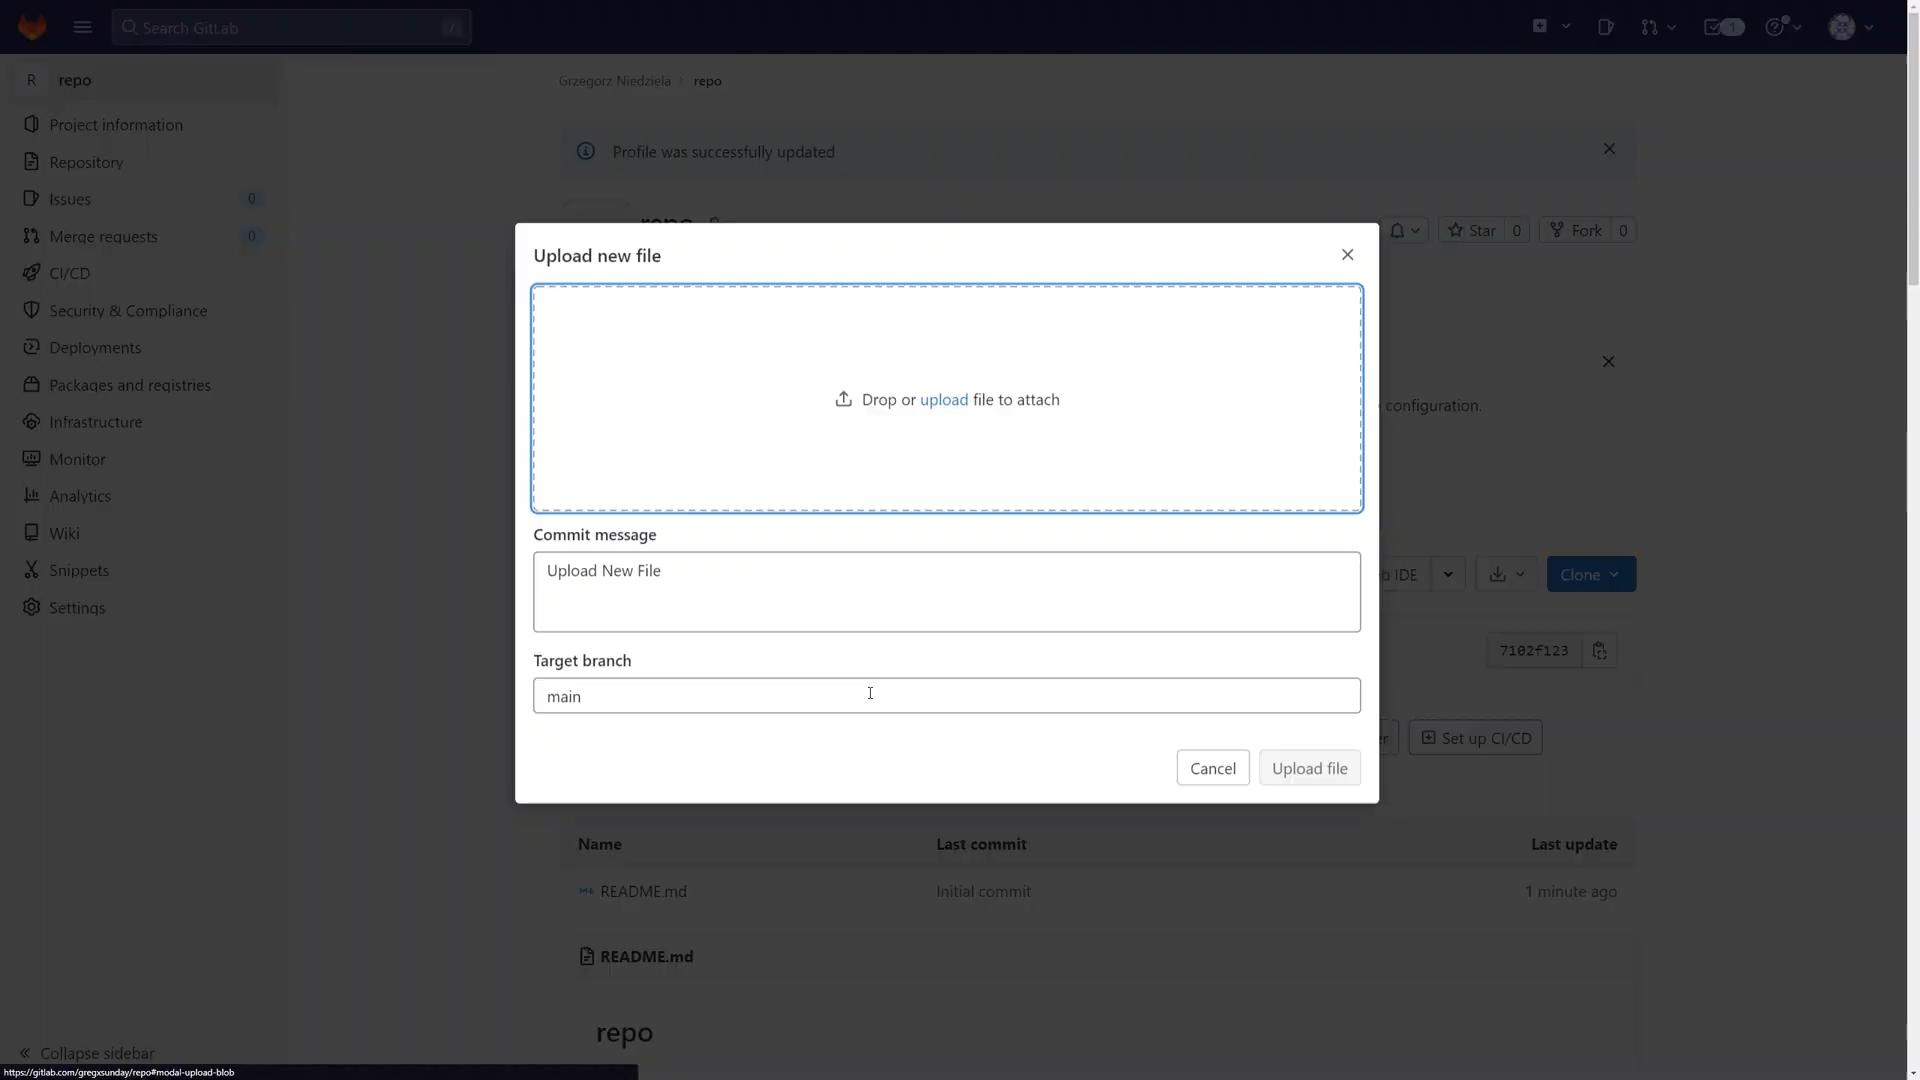 Search GitLab
/
1
R repo
Grzegorz Niedziela
repo
Project information
Repository
Issues 0
Merge requests 0
CI/CD
Security & Compliance
Deployments
Packages and registries
Infrastructure
Monitor
Analytics
Wiki
Snippets
Settings
Collapse sidebar
Profile was successfully updated
repo
Star 0
Fork 0
configuration.
IDE
Clone
7102f123
Set up CI/CD
Upload new file
Drop or upload file to attach
Commit message
Upload New File
Target branch
main
Cancel
Upload file
Name Last commit Last update
README.md Initial commit 1 minute ago
README.md
repo
https://gitlab.com/gregxsunday/repo#modal-upload-blob